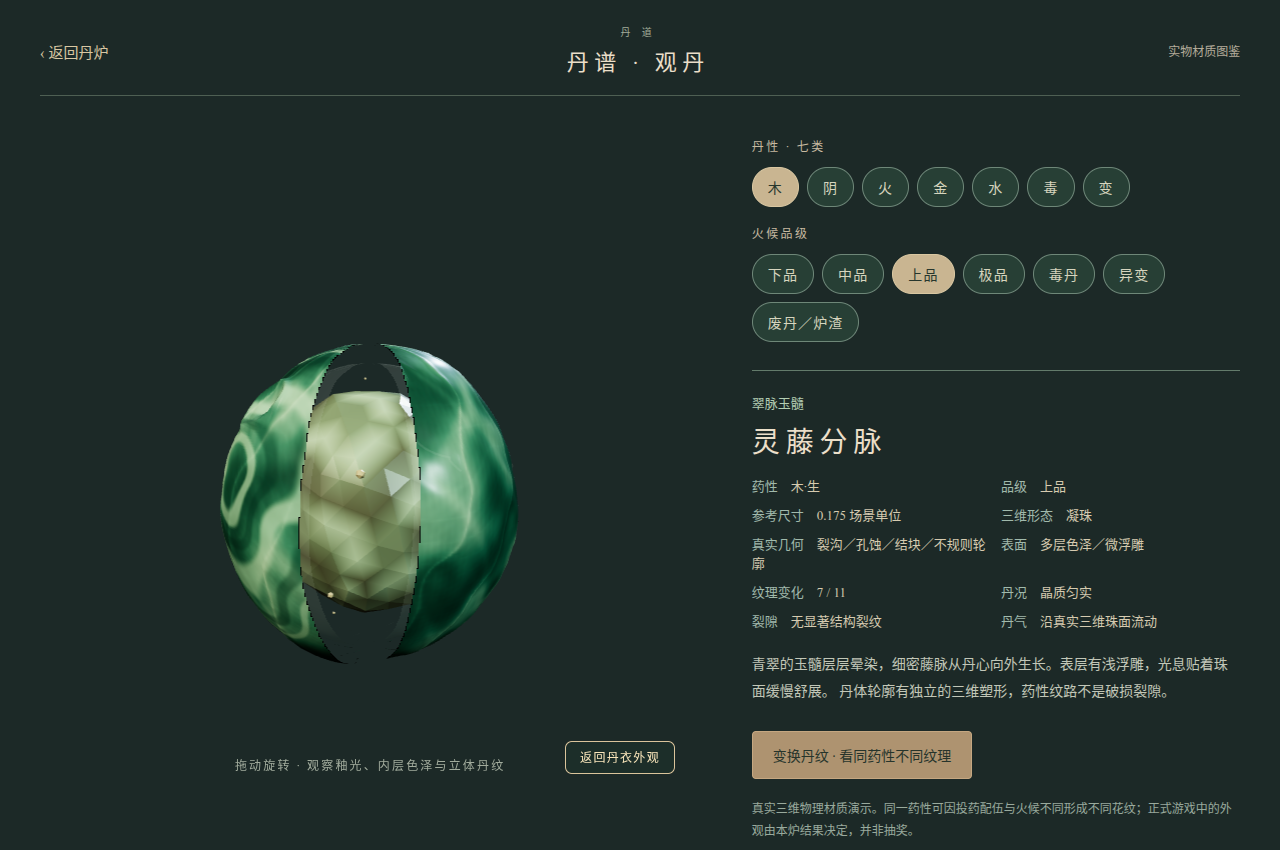 丹 道
‹ 返回丹炉
丹谱 · 观丹
实物材质图鉴
丹性 · 七类
木 阴 火 金 水 毒 变
火候品级
下品 中品 上品 极品 毒丹 异变
废丹／炉渣
翠脉玉髓
灵藤分脉
药性 木·生 品级 上品
参考尺寸 0.175 场景单位 三维形态 凝珠
真实几何 裂沟／孔蚀／结块／不规则轮
廓
表面 多层色泽／微浮雕
纹理变化 7 / 11 丹况 晶质匀实
裂隙 无显著结构裂纹 丹气 沿真实三维珠面流动
青翠的玉髓层层晕染，细密藤脉从丹心向外生长。表层有浅浮雕，光息贴着珠
面缓慢舒展。 丹体轮廓有独立的三维塑形，药性纹路不是破损裂隙。
变换丹纹 · 看同药性不同纹理
真实三维物理材质演示。同一药性可因投药配伍与火候不同形成不同花纹；正式游戏中的外
观由本炉结果决定，并非抽奖。
拖动旋转 · 观察釉光、内层色泽与立体丹纹
返回丹衣外观